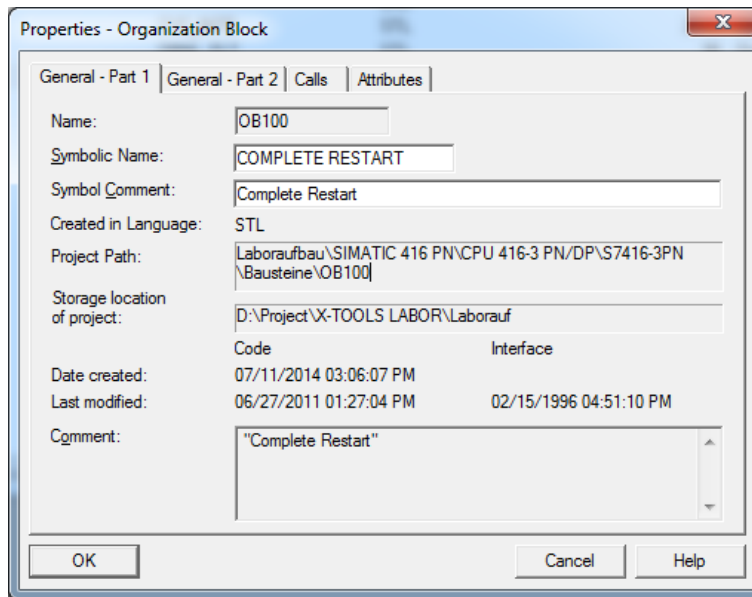 Properties - Organization Block
General - Part 1 General - Part 2 Calls Attributes
Name: OB100
Symbolic Name: COMPLETE RESTART
Symbol Comment: Complete Restart
Created in Language: STL
Project Path: Laboraufbau\SIMATIC 416 PN\CPU 416-3 PN/DP\S7416-3PN
\Bausteine\OB100
Storage location
of project: D:\Project\X-TOOLS LABOR\Laborauf
Code Interface
Date created: 07/11/2014 03:06:07 PM
Last modified: 06/27/2011 01:27:04 PM 02/15/1996 04:51:10 PM
Comment: "Complete Restart"
OK Cancel Help